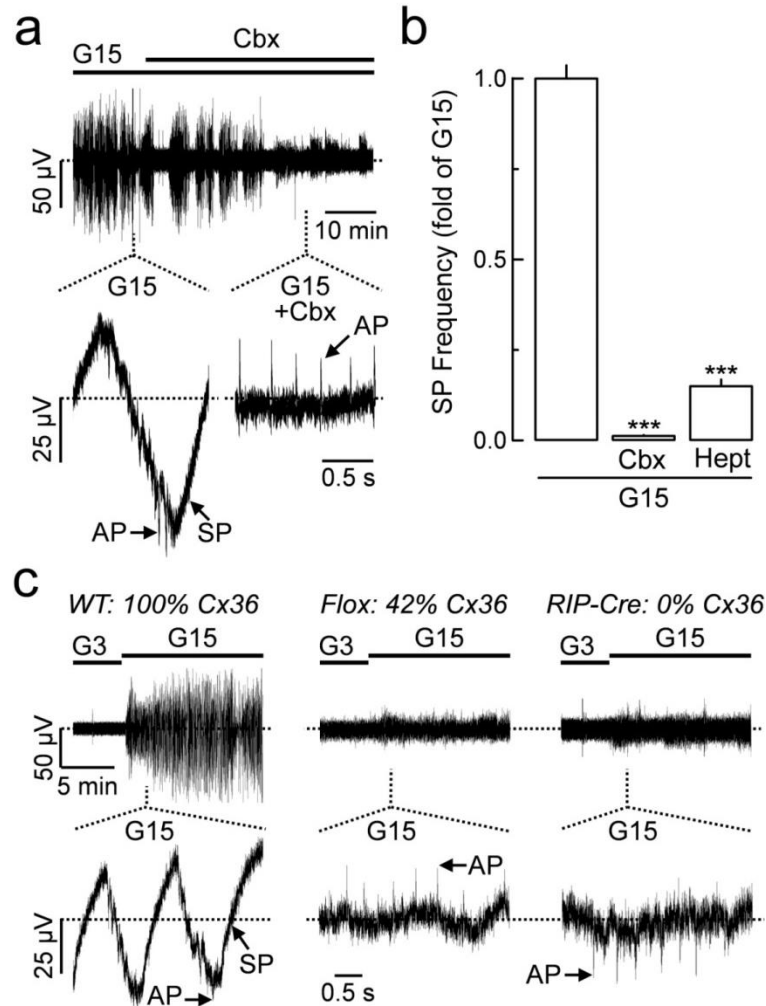 a
G15
Cbx
50 µV
10 min
G15
G15
+Cbx
AP
25 µV
0.5 s
AP
SP
b
SP Frequency (fold of G15)
1.0
0.5
0.0
***
***
Cbx
Hept
G15
c
WT: 100% Cx36
Flox: 42% Cx36
RIP-Cre: 0% Cx36
G3
G15
G3
G15
G3
G15
50 µV
5 min
G15
G15
G15
AP
25 µV
SP
AP
0.5 s
AP